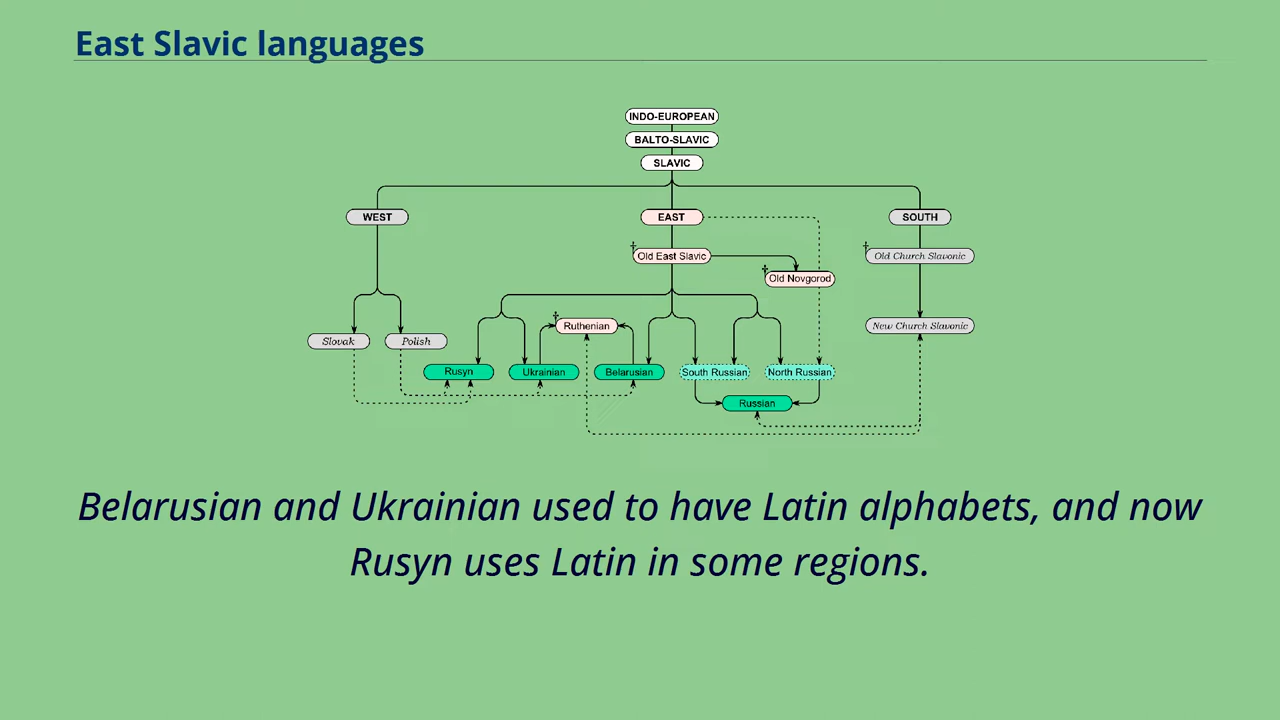 East Slavic languages
INDO-EUROPEAN
BALTO-SLAVIC
SLAVIC
WEST
EAST
SOUTH
† Old East Slavic
† Old Church Slavonic
† Old Novgorod
† Ruthenian
New Church Slavonic
Slovak
Polish
Rusyn
Ukrainian
Belarusian
South Russian
North Russian
Russian
Belarusian and Ukrainian used to have Latin alphabets, and now
Rusyn uses Latin in some regions.